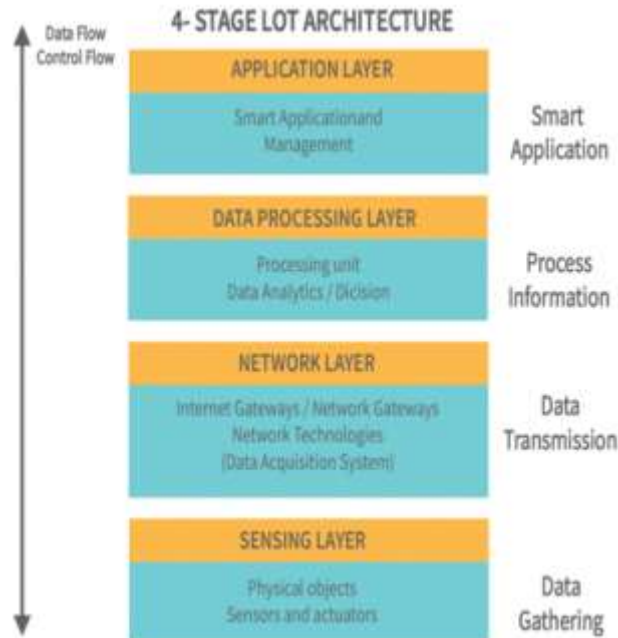 4- STAGE LOT ARCHITECTURE
Data Flow
Control Flow
APPLICATION LAYER
Smart Applicationand
Management
Smart
Application
DATA PROCESSING LAYER
Processing unit
Data Analytics / Dicision
Process
Information
NETWORK LAYER
Internet Gateways / Network Gateways
Network Technologies
(Data Acquisition System)
Data
Transmission
SENSING LAYER
Physical objects
Sensors and actuators
Data
Gathering